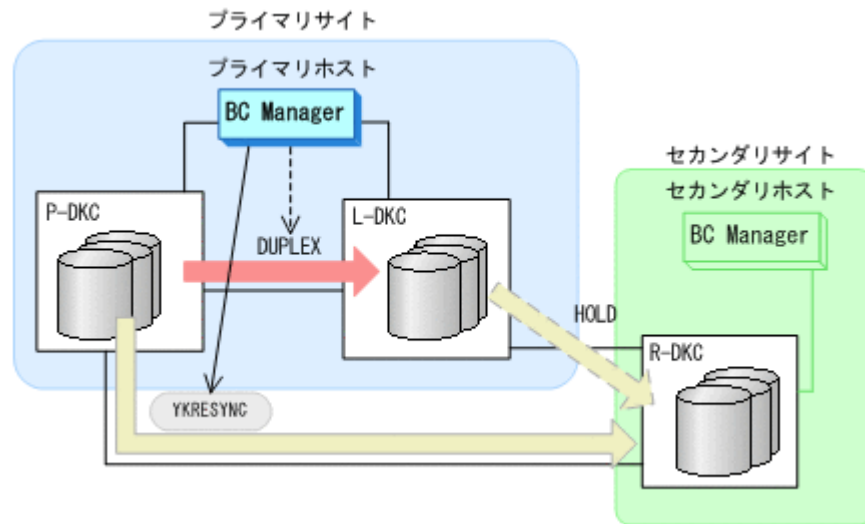 プライマリサイト
プライマリホスト
BC Manager
セカンダリサイト
セカンダリホスト
P-DKC
L-DKC
BC Manager
DUPLEX
HOLD
R-DKC
YKRESYNC